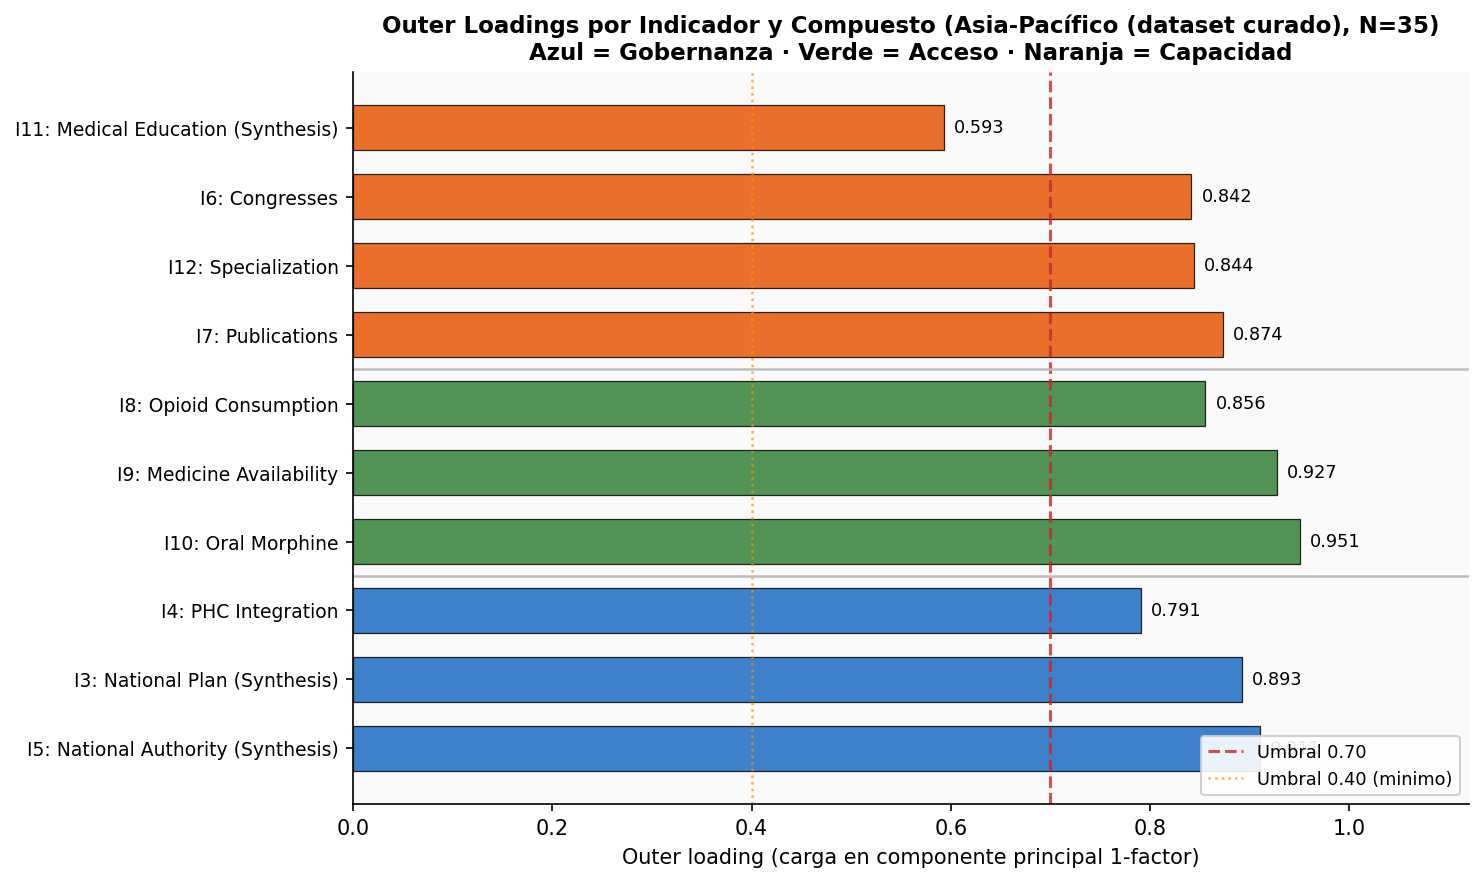 Outer Loadings por Indicador y Compuesto (Asia-Pacífico (dataset curado), N=35)
Azul = Gobernanza · Verde = Acceso · Naranja = Capacidad
I11: Medical Education (Synthesis)
0.593
I6: Congresses
0.842
I12: Specialization
0.844
I7: Publications
0.874
I8: Opioid Consumption
0.856
I9: Medicine Availability
0.927
I10: Oral Morphine
0.951
I4: PHC Integration
0.791
I3: National Plan (Synthesis)
0.893
I5: National Authority (Synthesis)
Umbral 0.70
Umbral 0.40 (minimo)
0.0 0.2 0.4 0.6 0.8 1.0
Outer loading (carga en componente principal 1-factor)